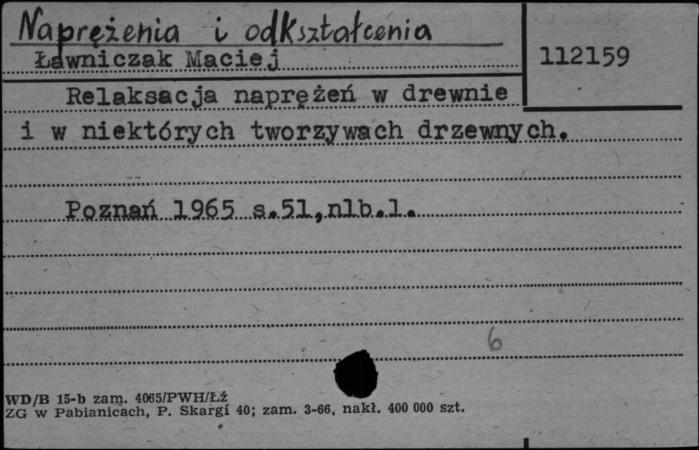 Naprężenia i odkształcenia
Ławniczak Maciej
112159
Relaksacja naprężeń w drewnie
i w niektórych tworzywach drzewnych.
Poznań 1965 s.51,nlb.1.
6
WD/B 15-b zam. 4065/PWH/Łź
ZG w Pabianicach, P. Skargi 40; zam. 3-66, nakł. 400 000 szt.